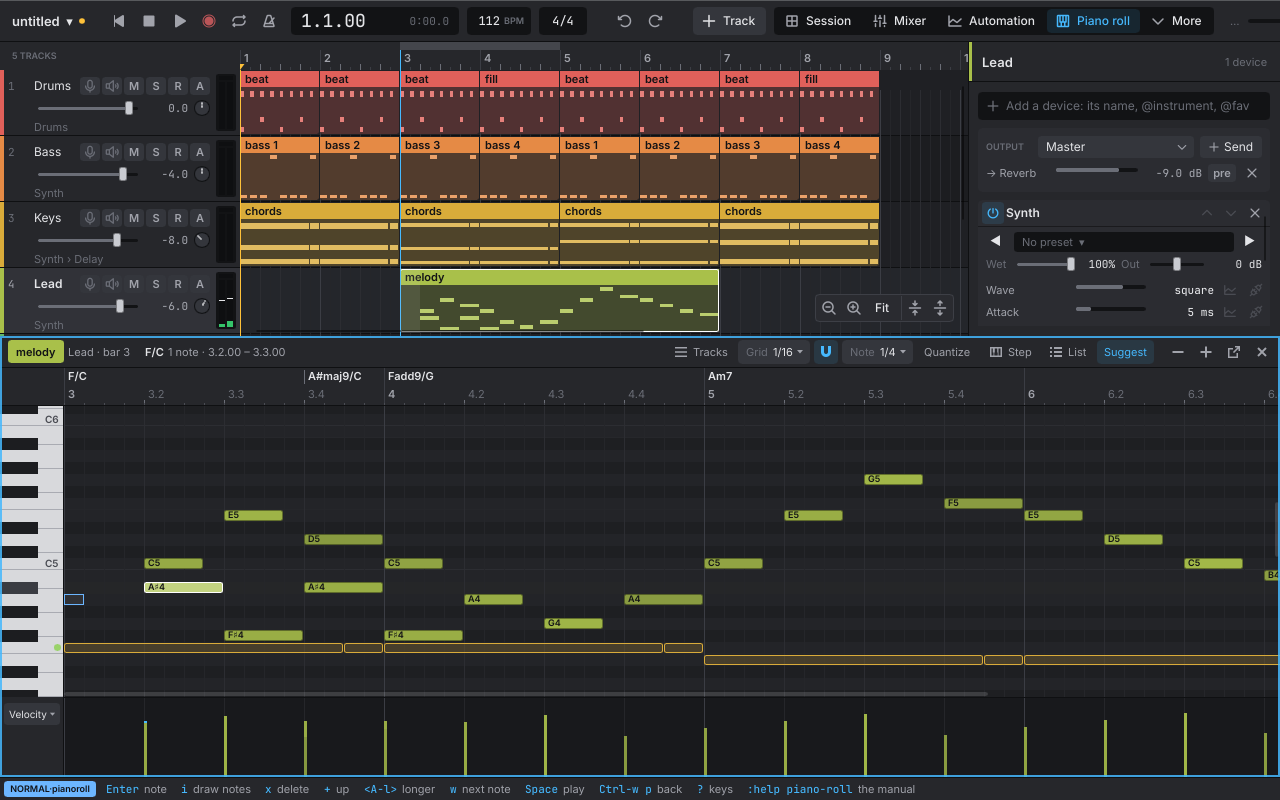 untitled ▾ 1.1.00 0:00.0 112 BPM 4/4 + Track Session Mixer Automation Piano roll More ...
5 TRACKS 1 2 3 4 5 6 7 8 9 1
1 Drums M S R A 0.0 Drums
beat beat beat fill beat beat beat fill
2 Bass M S R A -4.0 Synth
bass 1 bass 2 bass 3 bass 4 bass 1 bass 2 bass 3 bass 4
3 Keys M S R A -8.0 Synth › Delay
chords chords chords chords
4 Lead M S R A -6.0 Synth
melody
Fit
Lead 1 device
+ Add a device: its name, @instrument, @fav
OUTPUT Master + Send
→ Reverb -9.0 dB pre
Synth
No preset ▾
Wet 100% Out 0 dB
Wave square
Attack 5 ms
melody Lead · bar 3 F/C 1 note · 3.2.00 – 3.3.00 Tracks Grid 1/16 Note 1/4 Quantize Step List Suggest
F/C A#maj9/C Fadd9/G Am7
3 3.2 3.3 3.4 4 4.2 4.3 4.4 5 5.2 5.3 5.4 6 6.2 6.3 6.
C6
G5
F5
E5 E5 E5
D5 D5
C5 C5 C5 C5 C5
B4
A♯4 A♯4
A4 A4
G4
F♯4 F♯4
Velocity
NORMAL·pianoroll Enter note i draw notes x delete + up <A-l> longer w next note Space play Ctrl-w p back ? keys :help piano-roll the manual